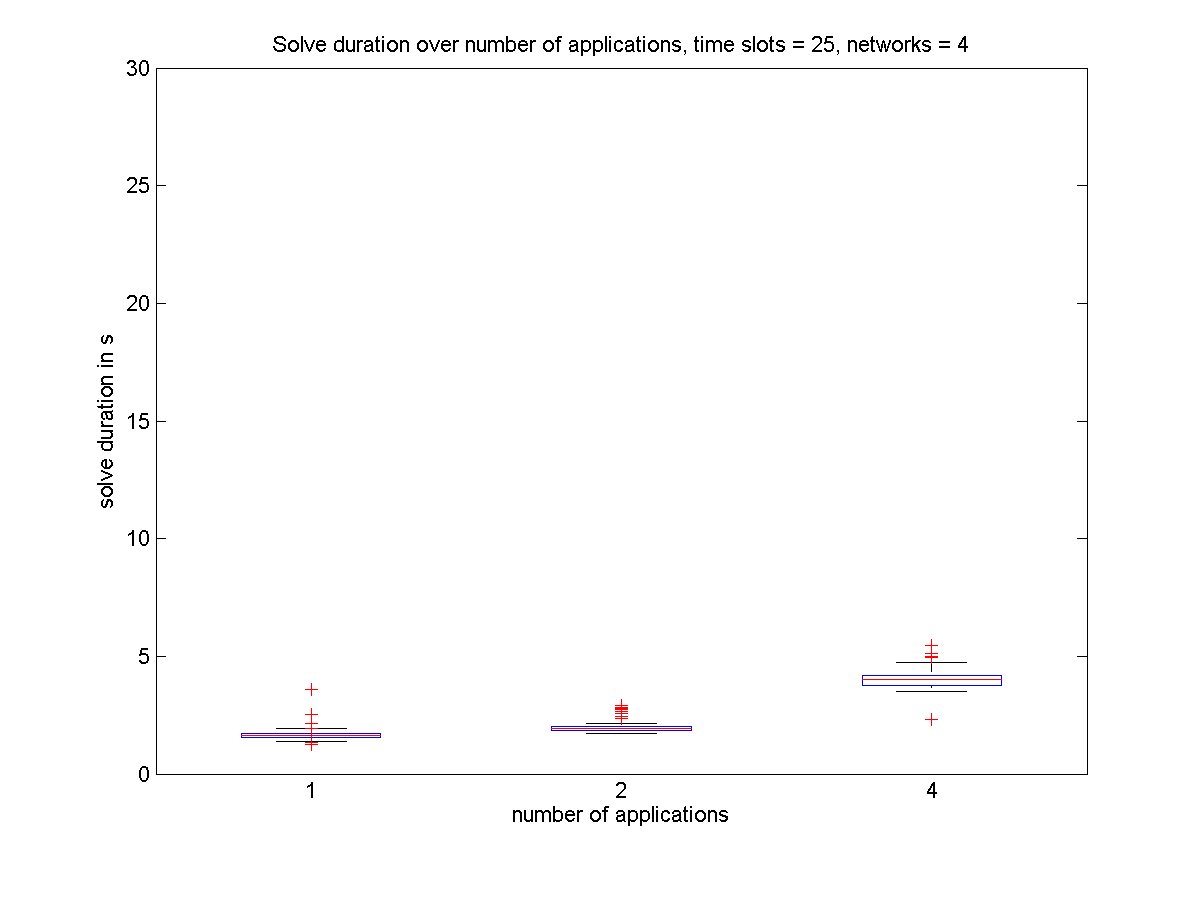 Solve duration over number of applications, time slots = 25, networks = 4
30
25
20
15
10
5
0
solve duration in s
1 2 4
number of applications